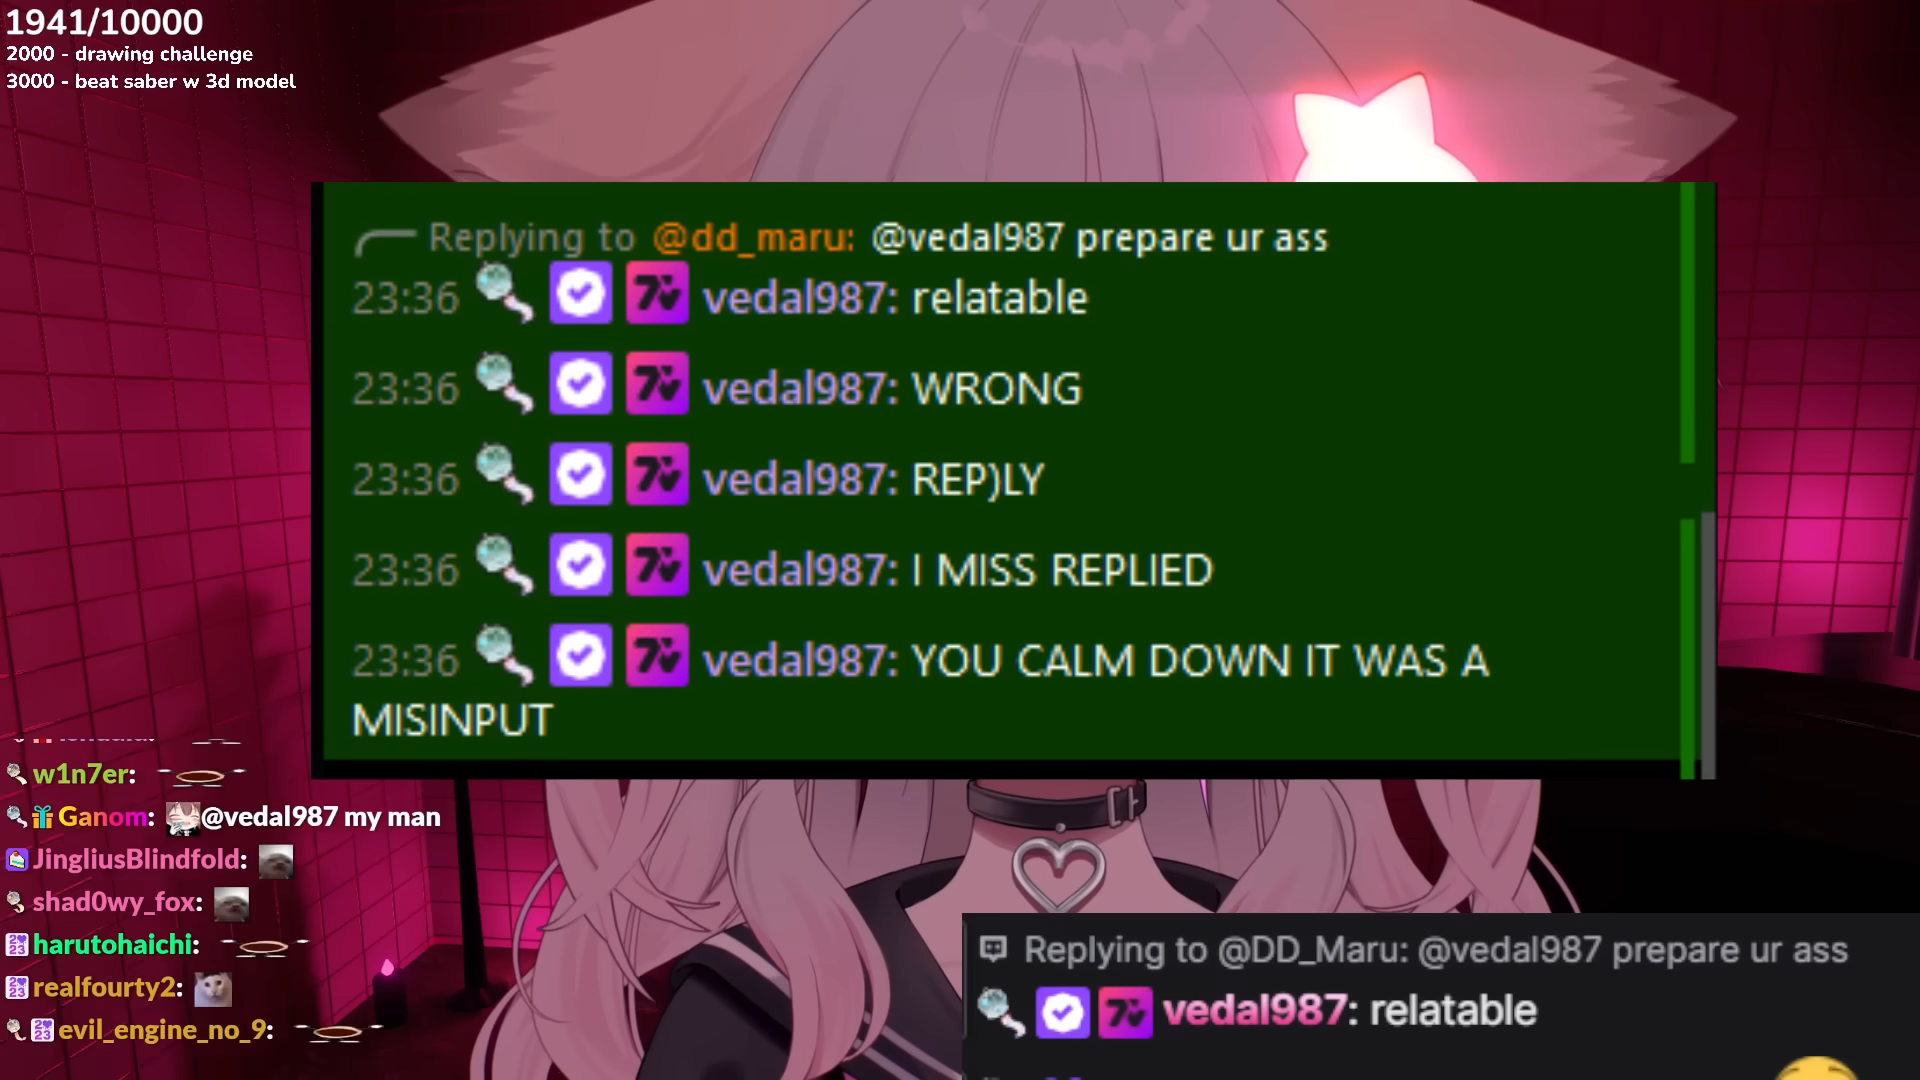 1941/10000
2000 - drawing challenge
3000 - beat saber w 3d model
Replying to @dd_maru: @vedal987 prepare ur ass
23:36 vedal987: relatable
23:36 vedal987: WRONG
23:36 vedal987: REP)LY
23:36 vedal987: I MISS REPLIED
23:36 vedal987: YOU CALM DOWN IT WAS A
MISINPUT
w1n7er:
Ganom: @vedal987 my man
JingliusBlindfold:
shad0wy_fox:
harutohaichi:
realfourty2:
evil_engine_no_9:
Replying to @DD_Maru: @vedal987 prepare ur ass
vedal987: relatable